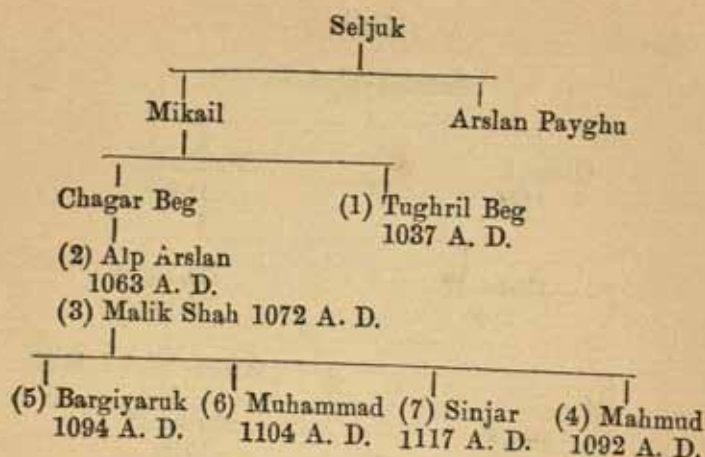 Seljuk
Mikail
Arslan Payghu
Chagar Beg
(1) Tughril Beg
1037 A. D.
(2) Alp Arslan
1063 A. D.
(3) Malik Shah 1072 A. D.
(5) Bargiyaruk (6) Muhammad (7) Sinjar (4) Mahmud
1094 A. D. 1104 A. D. 1117 A. D. 1092 A. D.